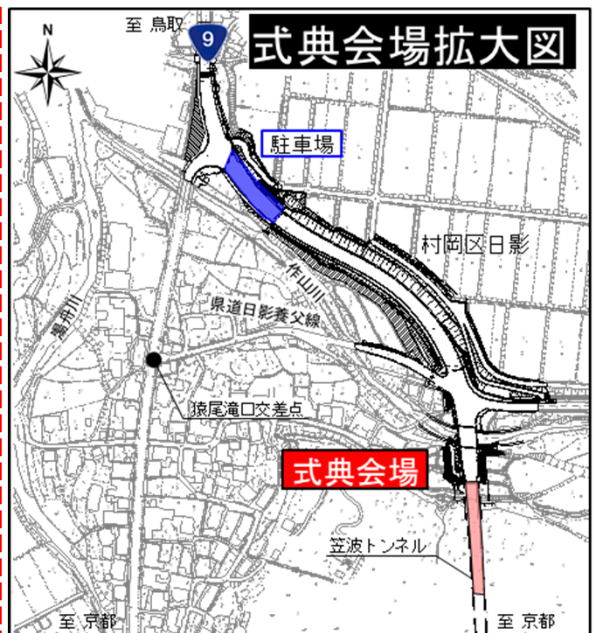 式典会場拡大図
至 鳥取
9
N
駐車場
村岡区日影
作山川
県道日影養父線
湯舟川
猿尾滝口交差点
式典会場
笠波トンネル
至 京都
至 京都